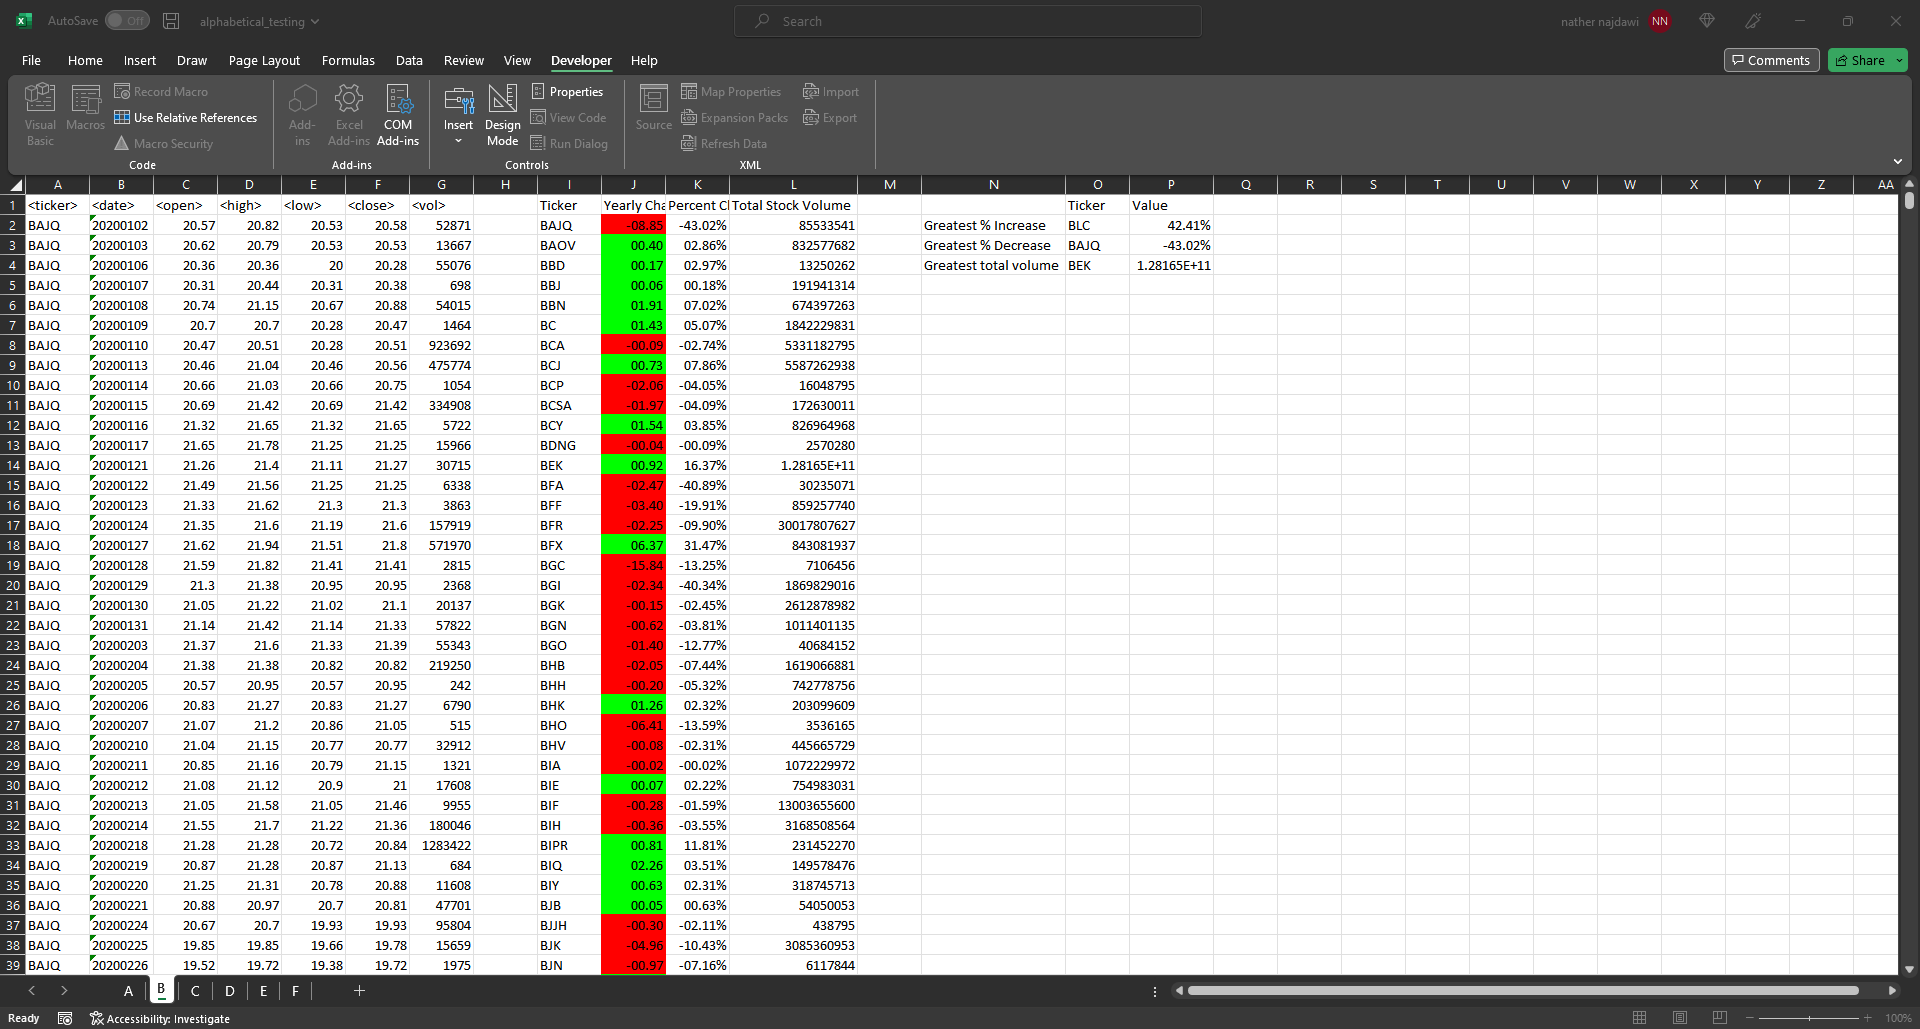 AutoSave Off alphabetical_testing Search nather najdawi NN
File Home Insert Draw Page Layout Formulas Data Review View Developer Help Comments Share
Visual Basic Macros Record Macro Use Relative References Macro Security Code
Add-ins Excel Add-ins COM Add-ins Add-ins
Insert Design Mode Properties View Code Run Dialog Controls
Source Map Properties Expansion Packs Refresh Data Import Export XML
A B C D E F G H I J K L M N O P Q R S T U V W X Y Z AA
1 <ticker> <date> <open> <high> <low> <close> <vol> Ticker Yearly Cha Percent Cl Total Stock Volume Ticker Value
2 BAJQ 20200102 20.57 20.82 20.53 20.58 52871 BAJQ -08.85 -43.02% 85533541 Greatest % Increase BLC 42.41%
3 BAJQ 20200103 20.62 20.79 20.53 20.53 13667 BAOV 00.40 02.86% 832577682 Greatest % Decrease BAJQ -43.02%
4 BAJQ 20200106 20.36 20.36 20 20.28 55076 BBD 00.17 02.97% 13250262 Greatest total volume BEK 1.28165E+11
5 BAJQ 20200107 20.31 20.44 20.31 20.38 698 BBJ 00.06 00.18% 191941314
6 BAJQ 20200108 20.74 21.15 20.67 20.88 54015 BBN 01.91 07.02% 674397263
7 BAJQ 20200109 20.7 20.7 20.28 20.47 1464 BC 01.43 05.07% 1842229831
8 BAJQ 20200110 20.47 20.51 20.28 20.51 923692 BCA -00.09 -02.74% 5331182795
9 BAJQ 20200113 20.46 21.04 20.46 20.56 475774 BCJ 00.73 07.86% 5587262938
10 BAJQ 20200114 20.66 21.03 20.66 20.75 1054 BCP -02.06 -04.05% 16048795
11 BAJQ 20200115 20.69 21.42 20.69 21.42 334908 BCSA -01.97 -04.09% 172630011
12 BAJQ 20200116 21.32 21.65 21.32 21.65 5722 BCY 01.54 03.85% 826964968
13 BAJQ 20200117 21.65 21.78 21.25 21.25 15966 BDNG -00.04 -00.09% 2570280
14 BAJQ 20200121 21.26 21.4 21.11 21.27 30715 BEK 00.92 16.37% 1.28165E+11
15 BAJQ 20200122 21.49 21.56 21.25 21.25 6338 BFA -02.47 -40.89% 30235071
16 BAJQ 20200123 21.33 21.62 21.3 21.3 3863 BFF -03.40 -19.91% 859257740
17 BAJQ 20200124 21.35 21.6 21.19 21.6 157919 BFR -02.25 -09.90% 30017807627
18 BAJQ 20200127 21.62 21.94 21.51 21.8 571970 BFX 06.37 31.47% 843081937
19 BAJQ 20200128 21.59 21.82 21.41 21.41 2815 BGC -15.84 -13.25% 7106456
20 BAJQ 20200129 21.3 21.38 20.95 20.95 2368 BGI -02.34 -40.34% 1869829016
21 BAJQ 20200130 21.05 21.22 21.02 21.1 20137 BGK -00.15 -02.45% 2612878982
22 BAJQ 20200131 21.14 21.42 21.14 21.33 57822 BGN -00.62 -03.81% 1011401135
23 BAJQ 20200203 21.37 21.6 21.33 21.39 55343 BGO -01.40 -12.77% 40684152
24 BAJQ 20200204 21.38 21.38 20.82 20.82 219250 BHB -02.05 -07.44% 1619066881
25 BAJQ 20200205 20.57 20.95 20.57 20.95 242 BHH -00.20 -05.32% 742778756
26 BAJQ 20200206 20.83 21.27 20.83 21.27 6790 BHK 01.26 02.32% 203099609
27 BAJQ 20200207 21.07 21.2 20.86 21.05 515 BHO -06.41 -13.59% 3536165
28 BAJQ 20200210 21.04 21.15 20.77 20.77 32912 BHV -00.08 -02.31% 445665729
29 BAJQ 20200211 20.85 21.16 20.79 21.15 1321 BIA -00.02 -00.02% 1072229972
30 BAJQ 20200212 21.08 21.12 20.9 21 17608 BIE 00.07 02.22% 754983031
31 BAJQ 20200213 21.05 21.58 21.05 21.46 9955 BIF -00.28 -01.59% 13003655600
32 BAJQ 20200214 21.55 21.7 21.22 21.36 180046 BIH -00.36 -03.55% 3168508564
33 BAJQ 20200218 21.28 21.28 20.72 20.84 1283422 BIPR 00.81 11.81% 231452270
34 BAJQ 20200219 20.87 21.28 20.87 21.13 684 BIQ 02.26 03.51% 149578476
35 BAJQ 20200220 21.25 21.31 20.78 20.88 11608 BIY 00.63 02.31% 318745713
36 BAJQ 20200221 20.88 20.97 20.7 20.81 47701 BJB 00.05 00.63% 54050053
37 BAJQ 20200224 20.67 20.7 19.93 19.93 95804 BJJH -00.30 -02.11% 438795
38 BAJQ 20200225 19.85 19.85 19.66 19.78 15659 BJK -04.96 -10.43% 3085360953
39 BAJQ 20200226 19.52 19.72 19.38 19.72 1975 BJN -00.97 -07.16% 6117844
A B C D E F
Ready Accessibility: Investigate 100%